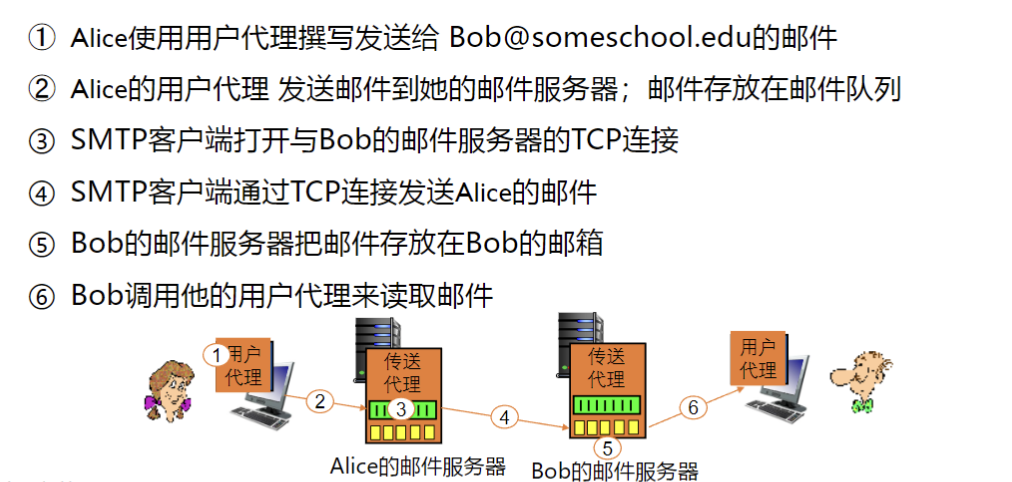 ① Alice使用用户代理撰写发送给 Bob@someschool.edu的邮件
② Alice的用户代理 发送邮件到她的邮件服务器；邮件存放在邮件队列
③ SMTP客户端打开与Bob的邮件服务器的TCP连接
④ SMTP客户端通过TCP连接发送Alice的邮件
⑤ Bob的邮件服务器把邮件存放在Bob的邮箱
⑥ Bob调用他的用户代理来读取邮件
1 用户
代理
传送
代理
传送
代理
用户
代理
2
3
4
5
6
Alice的邮件服务器
Bob的邮件服务器